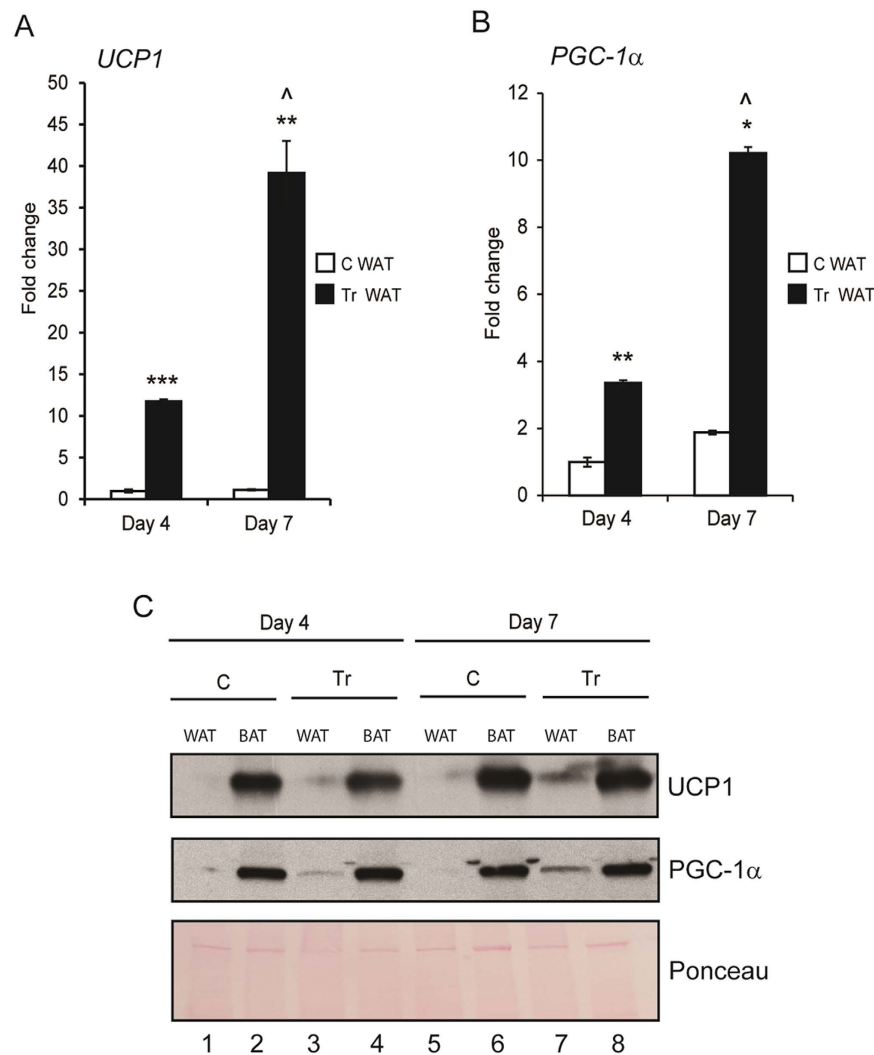 A
UCP1
50
45
40
35
30
25
20
15
10
5
0
Fold change
***
^
**
Day 4 Day 7
C WAT
Tr WAT
B
PGC-1α
12
10
8
6
4
2
0
Fold change
**
^
*
Day 4 Day 7
C WAT
Tr WAT
C
Day 4 Day 7
C Tr C Tr
WAT BAT WAT BAT WAT BAT WAT BAT
UCP1
PGC-1α
Ponceau
1 2 3 4 5 6 7 8